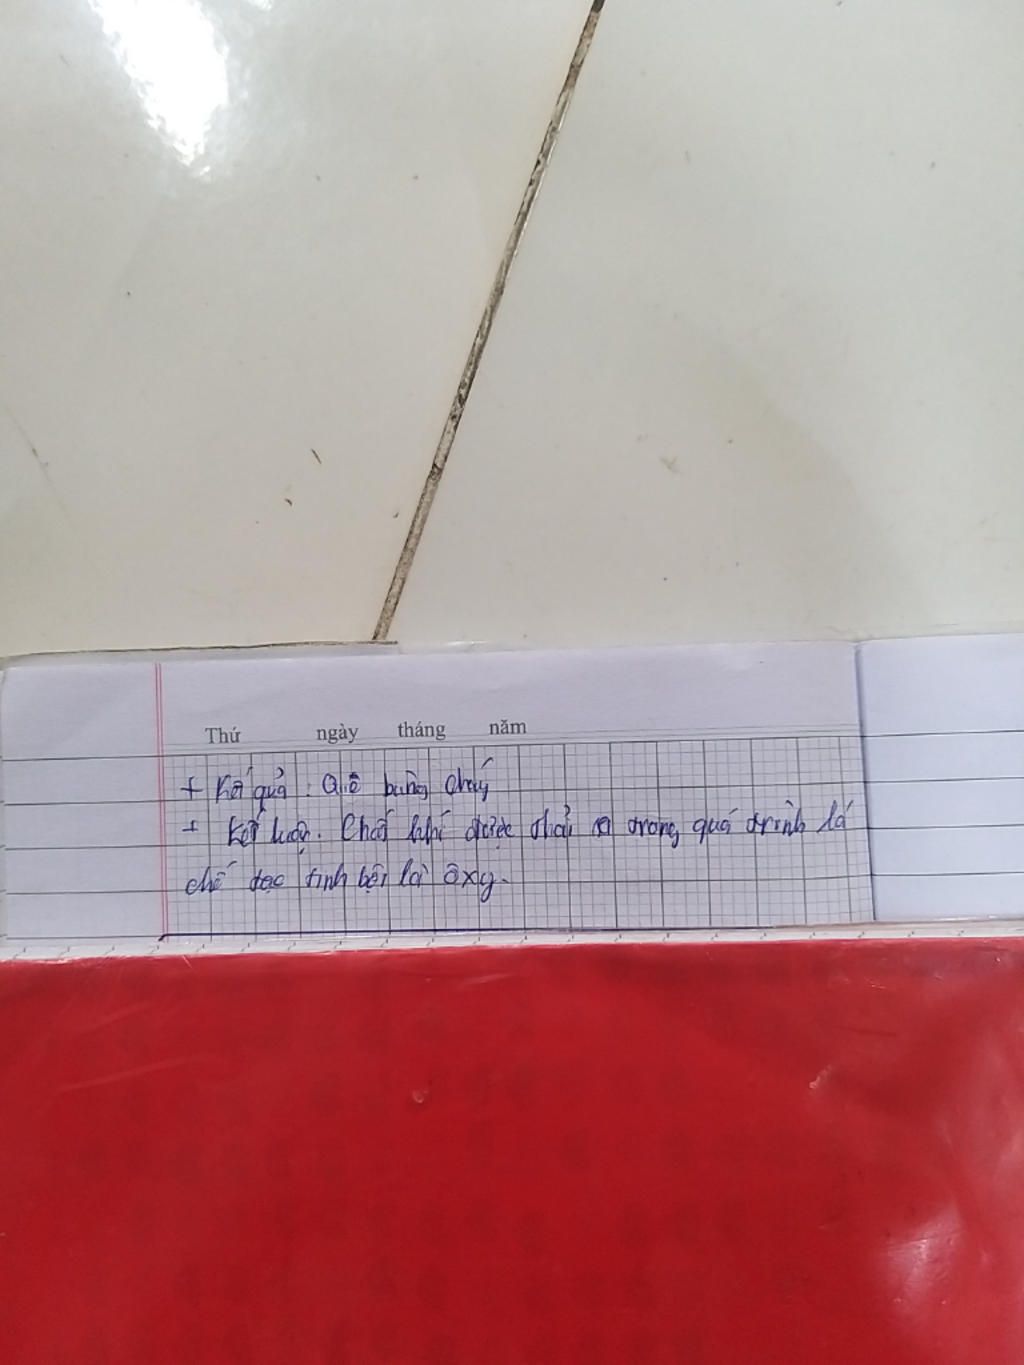 Thứ ngày tháng năm
+ Kết quả : Que bùng cháy
+ Kết luận. Chất khí được thải ra trong quá trình lá
chế tạo tinh bột là ôxy.